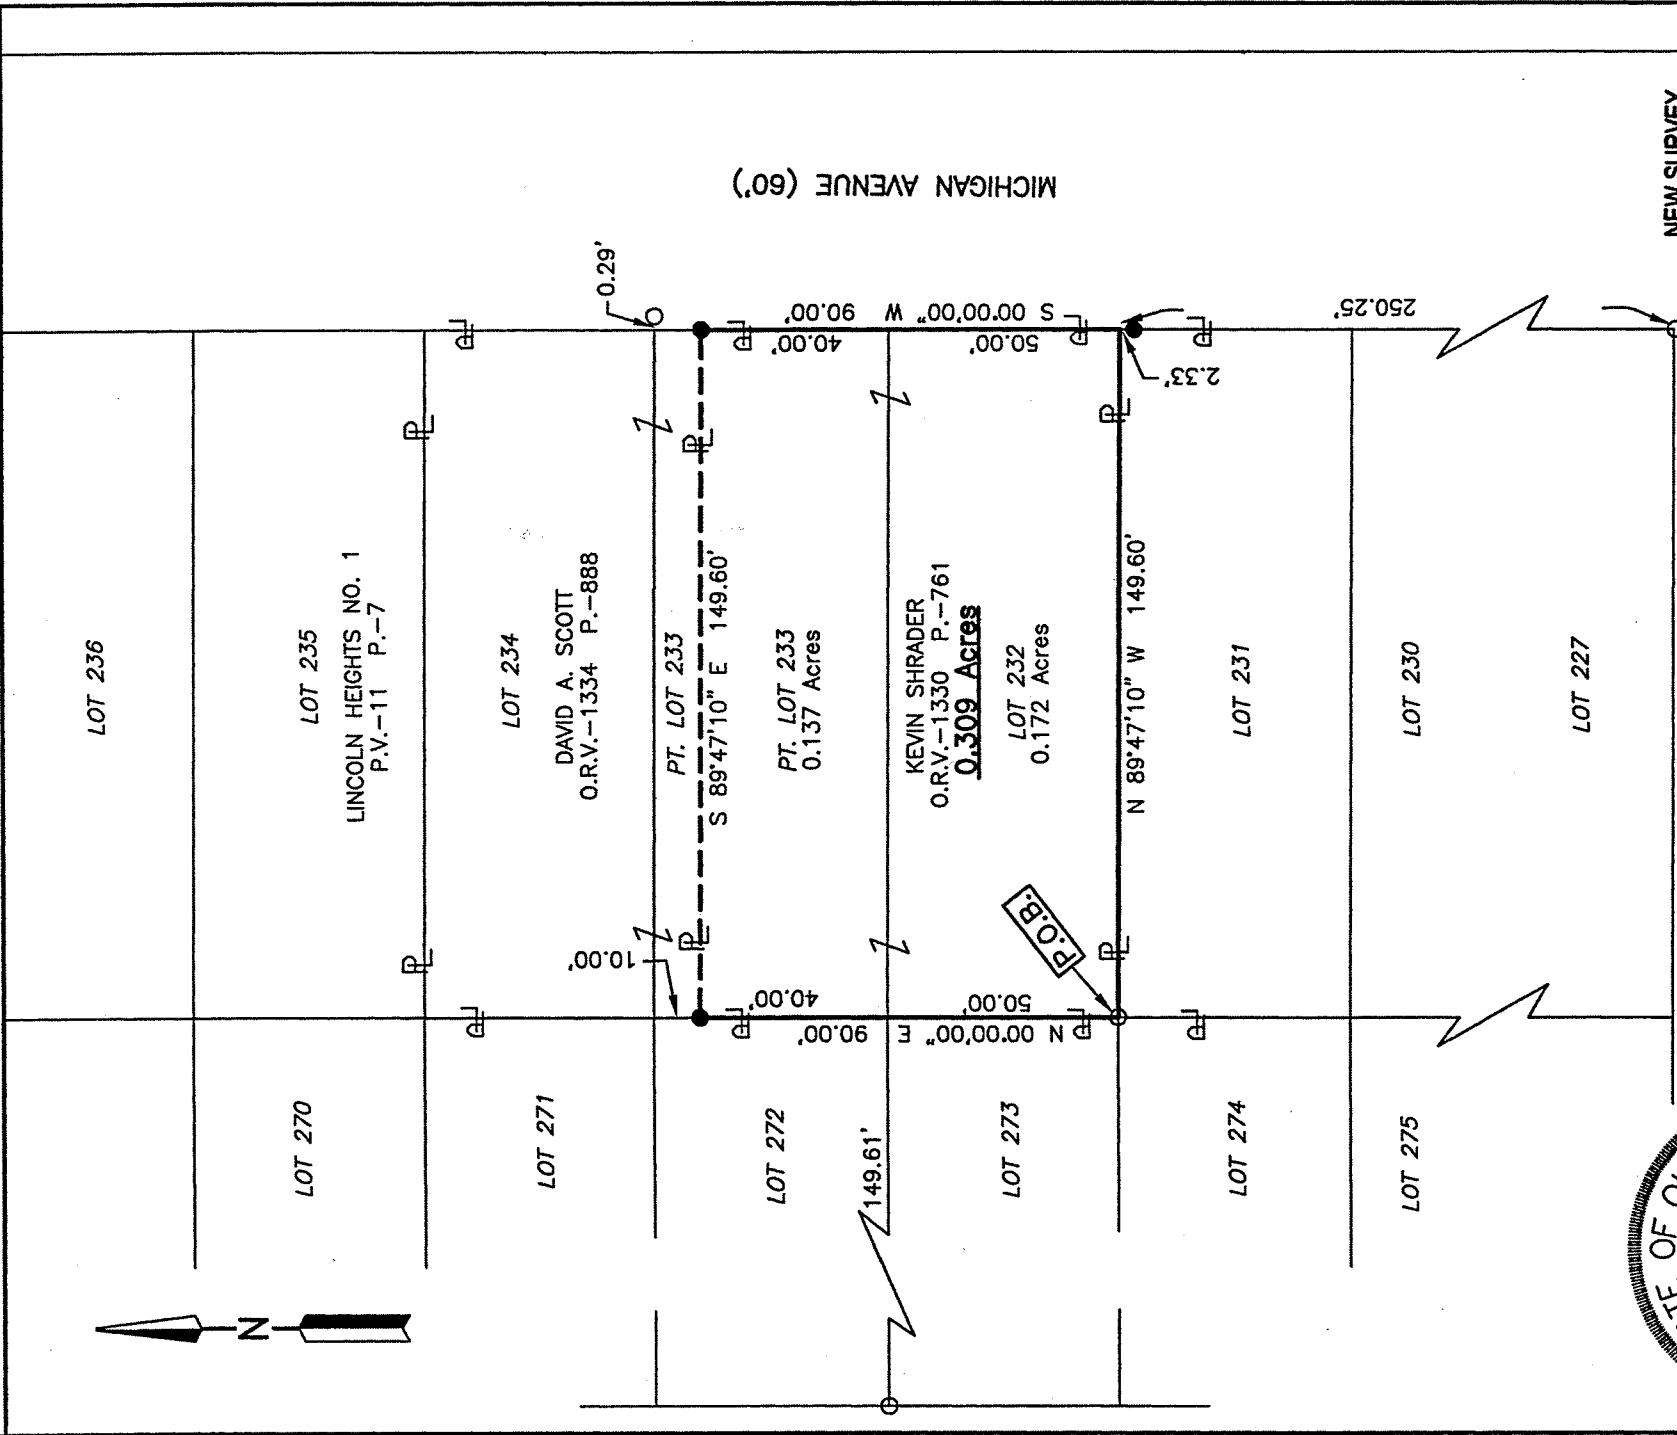 NEW SURVEY
MICHIGAN AVENUE (60')
0.29'
S 00°00'00" W 90.00'
250.25'
40.00'
50.00'
2.33'
LOT 236
LOT 235
LINCOLN HEIGHTS NO. 1
P.V.-11 P.-7
LOT 234
DAVID A. SCOTT
O.R.V.-1334 P.-888
PT. LOT 233
S 89°47'10" E 149.60'
PT. LOT 233
0.137 Acres
KEVIN SHRADER
O.R.V.-1330 P.-761
0.309 Acres
LOT 232
0.172 Acres
N 89°47'10" W 149.60'
LOT 231
LOT 230
LOT 227
P.O.B.
10.00'
40.00'
50.00'
N 00°00'00" E 90.00'
LOT 270
LOT 271
LOT 272
149.61'
LOT 273
LOT 274
LOT 275
N
OF